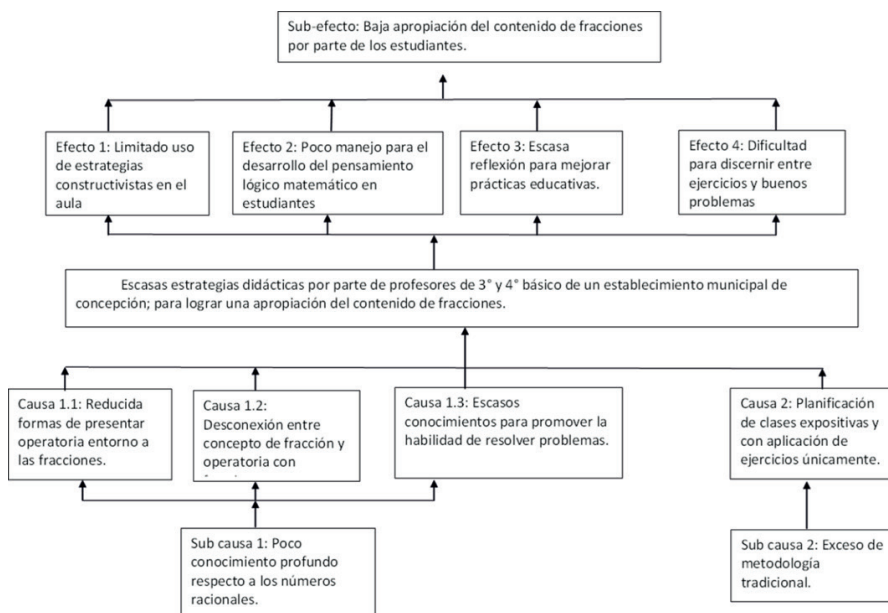 Sub-efecto: Baja apropiación del contenido de fracciones
por parte de los estudiantes.
Efecto 1: Limitado uso
de estrategias
constructivistas en el
aula
Efecto 2: Poco manejo para el
desarrollo del pensamiento
lógico matemático en
estudiantes
Efecto 3: Escasa
reflexión para mejorar
prácticas educativas.
Efecto 4: Dificultad
para discernir entre
ejercicios y buenos
problemas
Escasas estrategias didácticas por parte de profesores de 3° y 4° básico de un establecimiento municipal de
concepción; para lograr una apropiación del contenido de fracciones.
Causa 1.1: Reducida
formas de presentar
operatoria entorno a
las fracciones.
Causa 1.2:
Desconexión entre
concepto de fracción y
operatoria con
Causa 1.3: Escasos
conocimientos para promover la
habilidad de resolver problemas.
Causa 2: Planificación
de clases expositivas y
con aplicación de
ejercicios únicamente.
Sub causa 1: Poco
conocimiento profundo
respecto a los números
racionales.
Sub causa 2: Exceso de
metodología
tradicional.